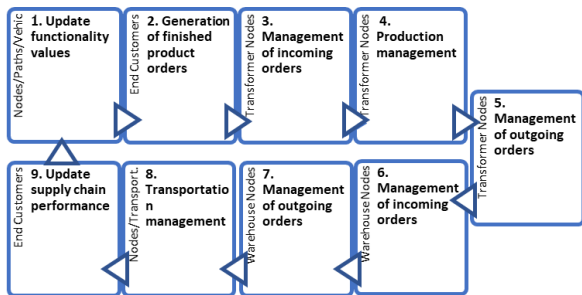 Nodes/Paths/Vehic
1. Update
functionality
values
End Customers
2. Generation
of finished
product
orders
Transformer Nodes
3.
Management
of incoming
orders
Transformer Nodes
4.
Production
management
Transformer Nodes
5.
Management
of outgoing
orders
Warehouse Nodes
6.
Management
of incoming
orders
Warehouse Nodes
7.
Management
of outgoing
orders
Nodes/Transport.
8.
Transportatio
n
management
End Customers
9. Update
supply chain
performance